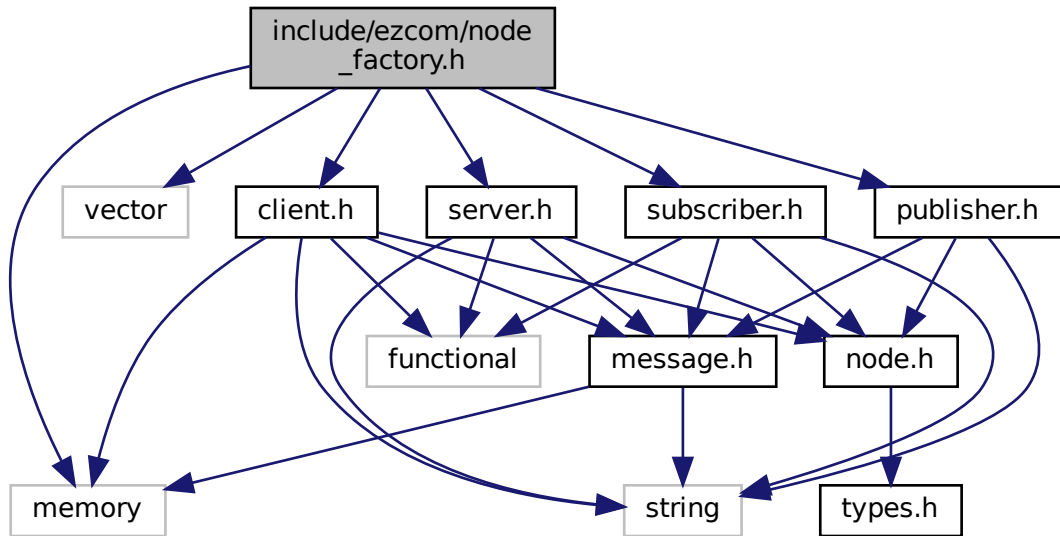 include/ezcom/node
_factory.h
vector
client.h
server.h
subscriber.h
publisher.h
functional
message.h
node.h
memory
string
types.h